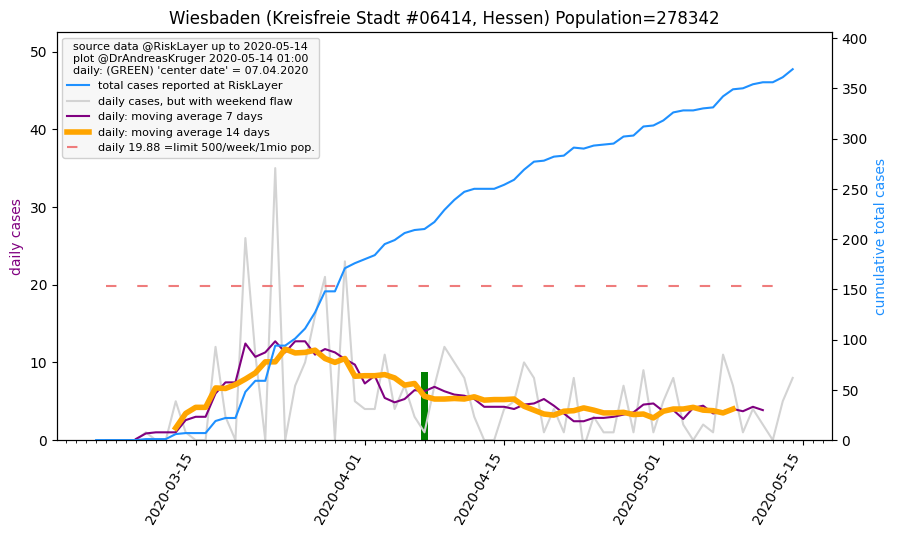 Wiesbaden (Kreisfreie Stadt #06414, Hessen) Population=278342
source data @RiskLayer up to 2020-05-14
plot @DrAndreasKruger 2020-05-14 01:00
daily: (GREEN) 'center date' = 07.04.2020
total cases reported at RiskLayer
daily cases, but with weekend flaw
daily: moving average 7 days
daily: moving average 14 days
daily 19.88 =limit 500/week/1mio pop.
daily cases
50
40
30
20
10
0
cumulative total cases
400
350
300
250
200
150
100
50
0
2020-03-15
2020-04-01
2020-04-15
2020-05-01
2020-05-15